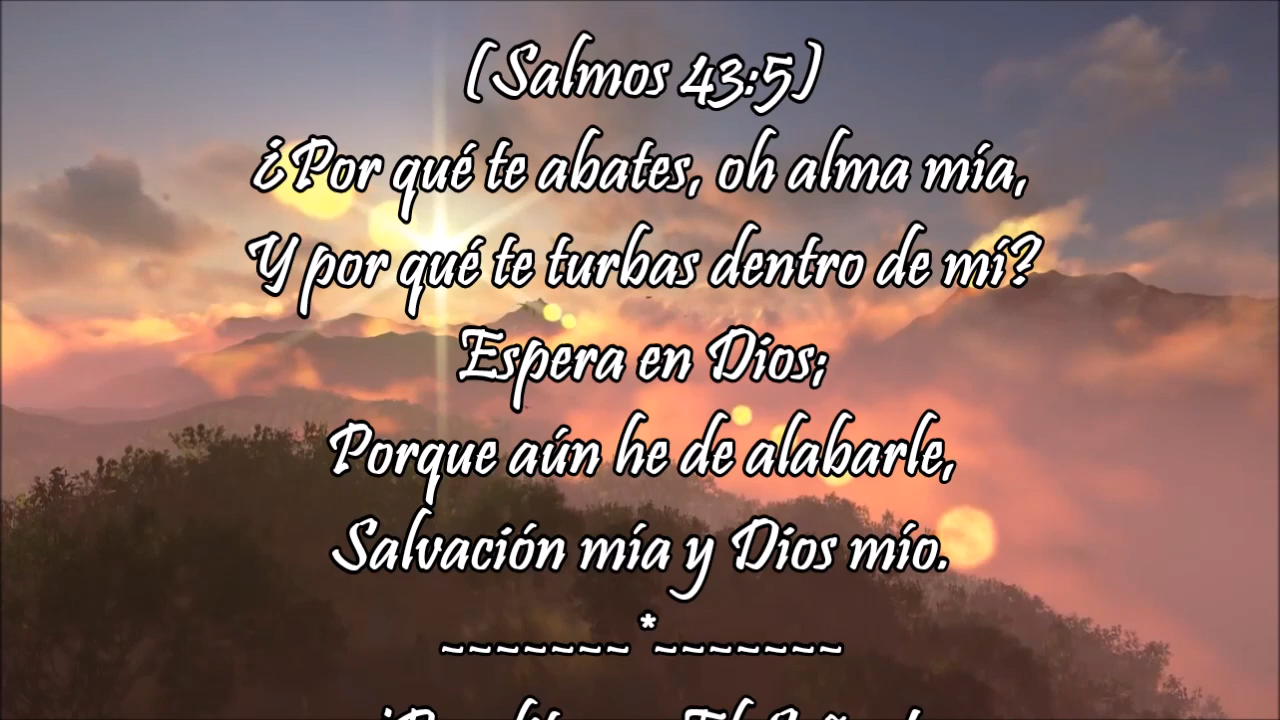 (Salmos 43:5)
¿Por qué te abates, oh alma mía,
Y por qué te turbas dentro de mí?
Espera en Dios;
Porque aún he de alabarle,
Salvación mía y Dios mío.
~~~~~~~*~~~~~~~